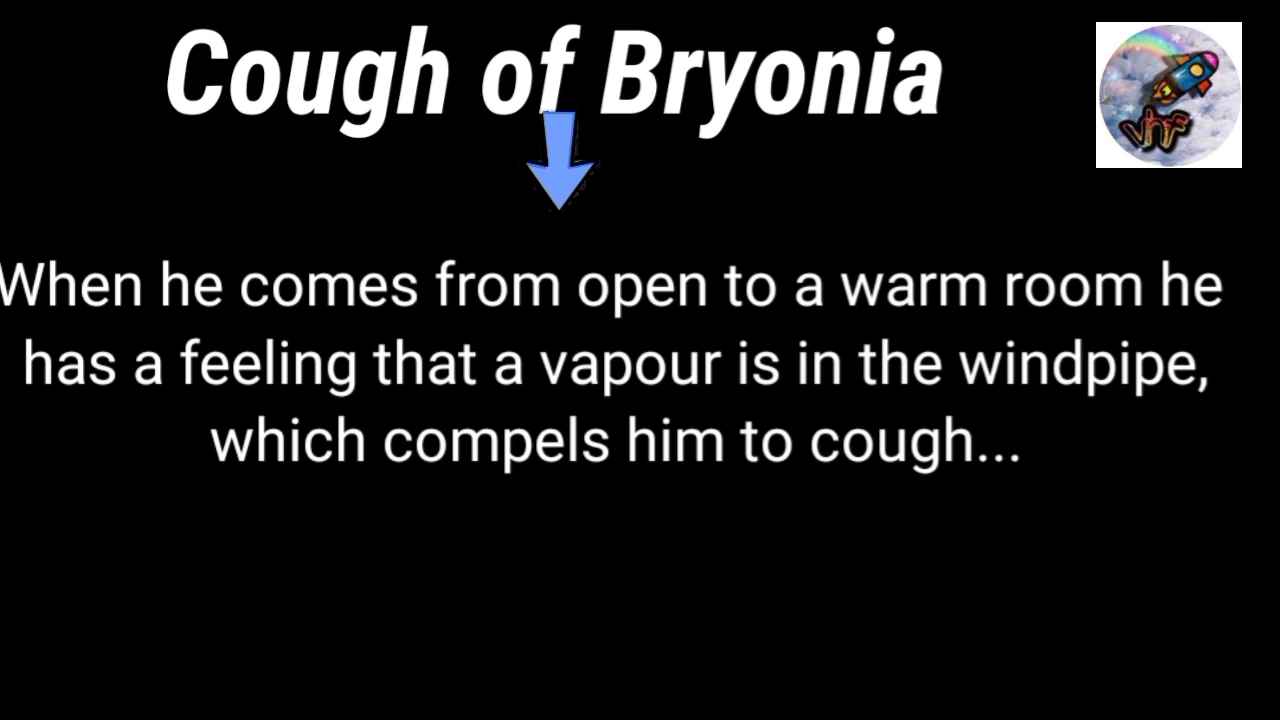 Cough of Bryonia
vhf
When he comes from open to a warm room he
has a feeling that a vapour is in the windpipe,
which compels him to cough...